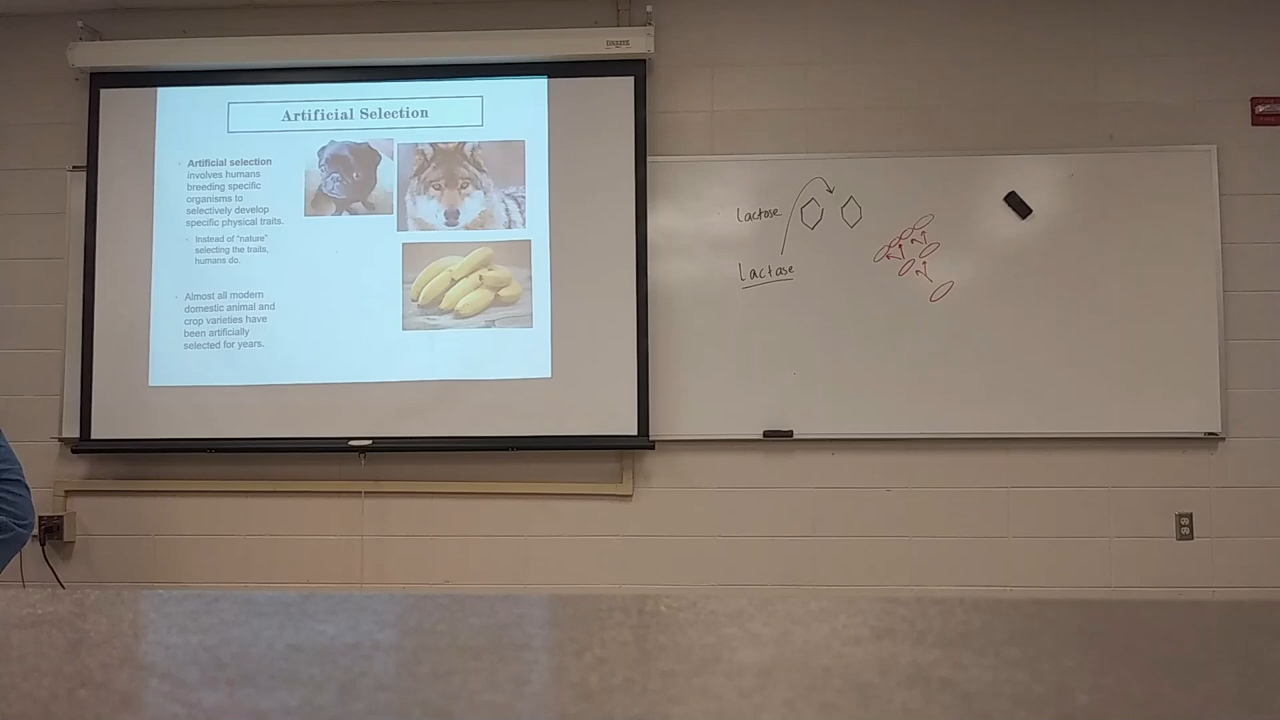 Artificial Selection
Artificial selection
involves humans
breeding specific
organisms to
selectively develop
specific physical traits.
Instead of "nature"
selecting the traits,
humans do.
Almost all modern
domestic animal and
crop varieties have
been artificially
selected for years.
Lactose
Lactase